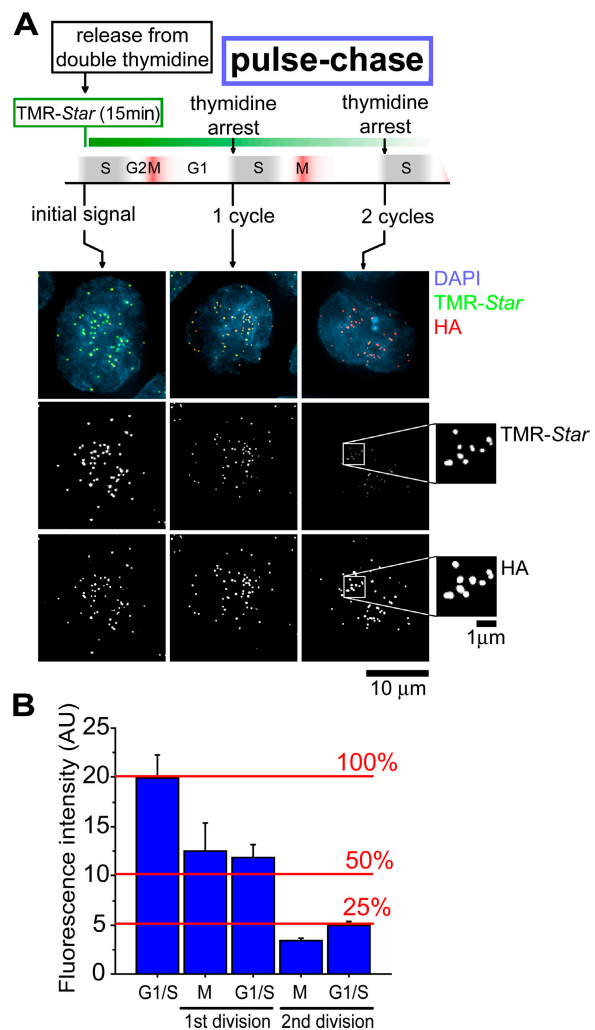 A
release from
double thymidine
pulse-chase
TMR-Star (15min)
thymidine
arrest
thymidine
arrest
S G2 M G1 S M S
initial signal
1 cycle
2 cycles
DAPI
TMR-Star
HA
TMR-Star
HA
1μm
10 μm
B
Fluorescence intensity (AU)
25
20
15
10
5
0
100%
50%
25%
G1/S M G1/S M G1/S
1st division 2nd division